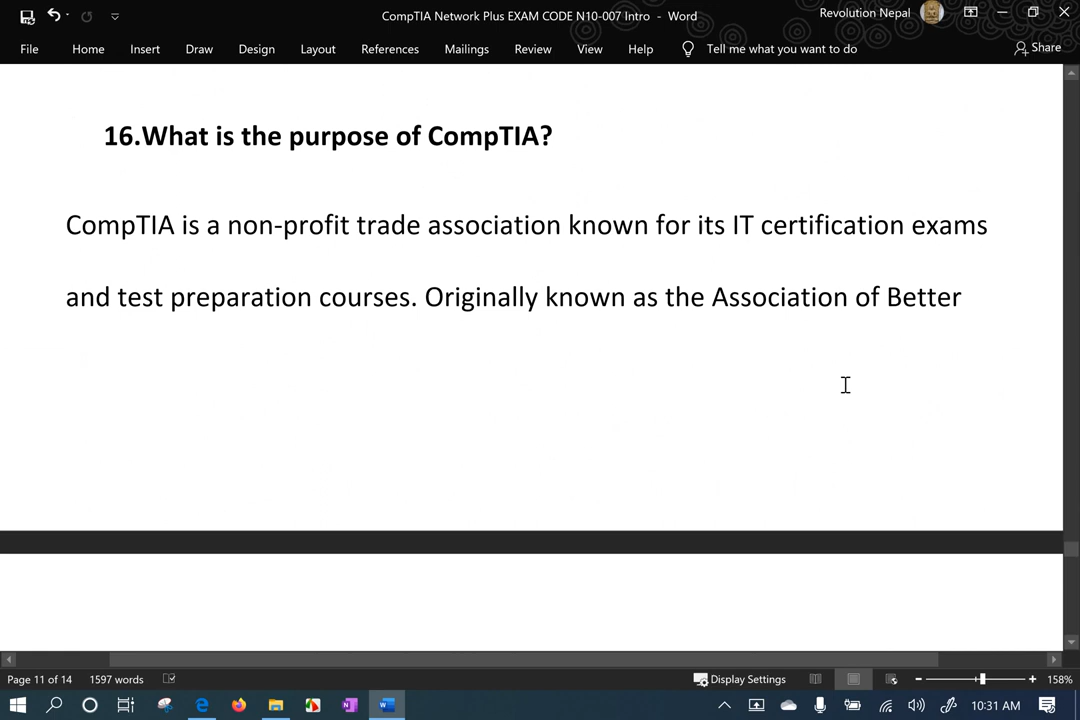 CompTIA Network Plus EXAM CODE N10-007 Intro - Word
Revolution Nepal
File Home Insert Draw Design Layout References Mailings Review View Help Tell me what you want to do Share
16.What is the purpose of CompTIA?
CompTIA is a non-profit trade association known for its IT certification exams
and test preparation courses. Originally known as the Association of Better
Page 11 of 14 1597 words Display Settings 158%
10:31 AM